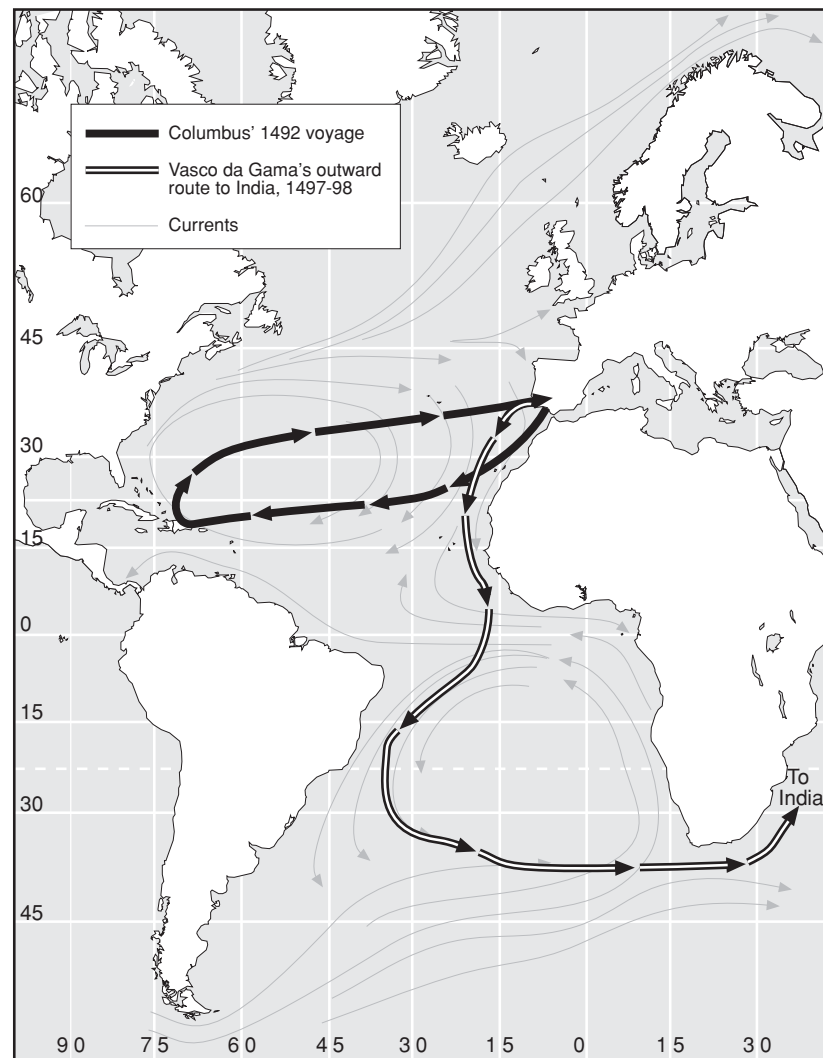 Columbus' 1492 voyage
Vasco da Gama's outward
route to India, 1497-98
Currents
60
45
30
15
0
15
30
45
To
India
90 75 60 45 30 15 0 15 30